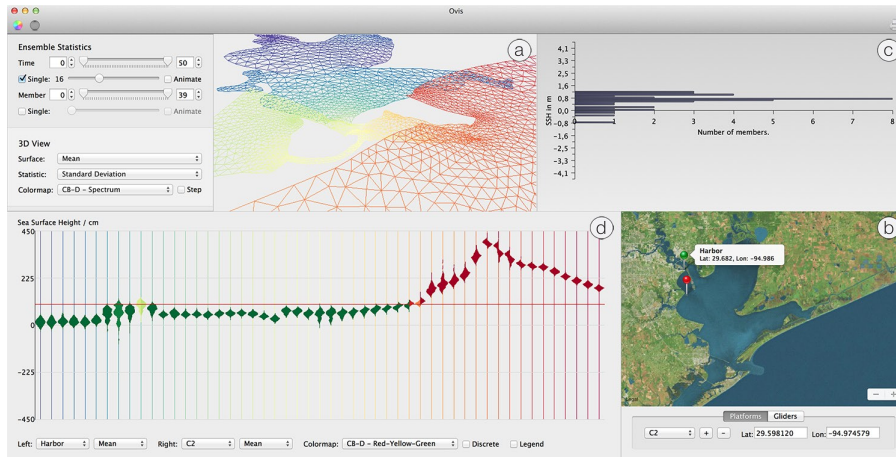 Ovis
Ensemble Statistics
Time 0 50
Single: 16 Animate
Member 0 39
Single: Animate
3D View
Surface: Mean
Statistic: Standard Deviation
Colormap: CB-D - Spectrum Step
a
c
SSH in m
4,1
3,3
2,5
1,6
0,8
0,0
-0,8
-1,6
-2,5
-3,3
-4,1
0 1 2 3 4 5 6 7 8
Number of members.
d
Sea Surface Height / cm
450
225
0
-225
-450
Left: Harbor Mean Right: C2 Mean Colormap: CB-D - Red-Yellow-Green Discrete Legend
b
Harbor
Lat: 29.682, Lon: -94.986
Legal
Platforms Gliders
C2 + - Lat: 29.598120 Lon: -94.974579